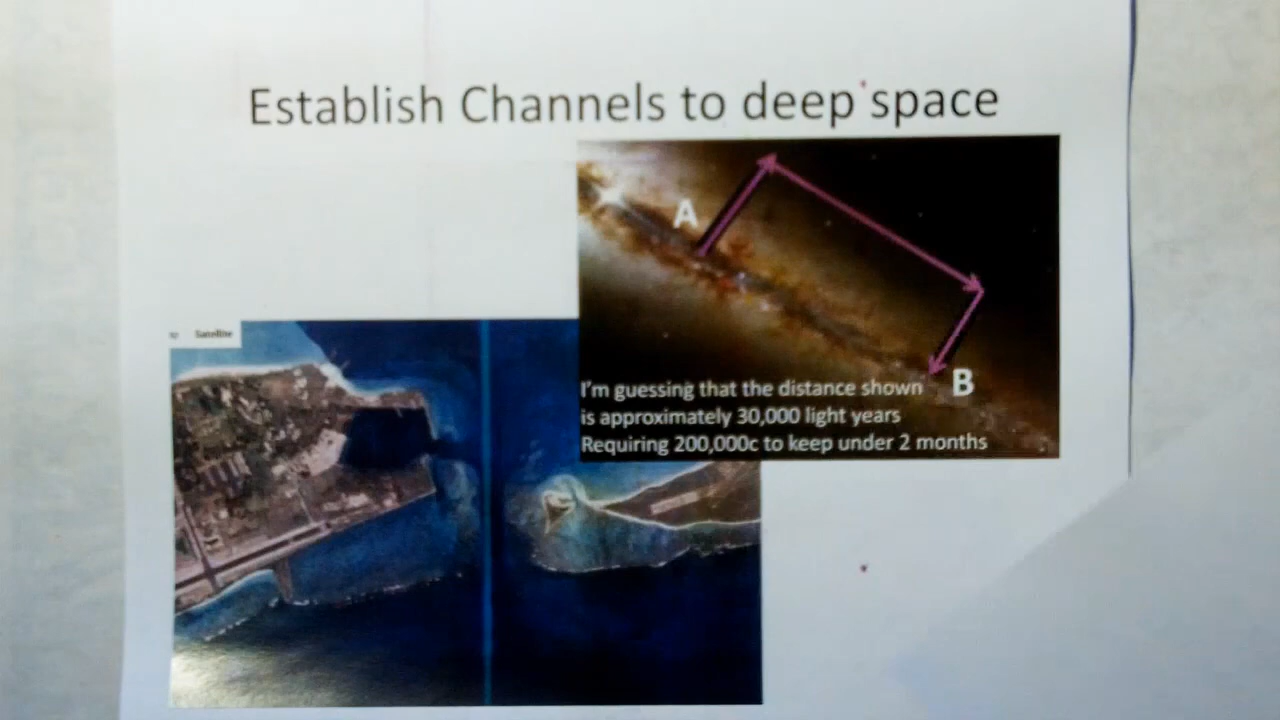 Establish Channels to deep space
A
Satellite
B
I'm guessing that the distance shown
is approximately 30,000 light years
Requiring 200,000c to keep under 2 months